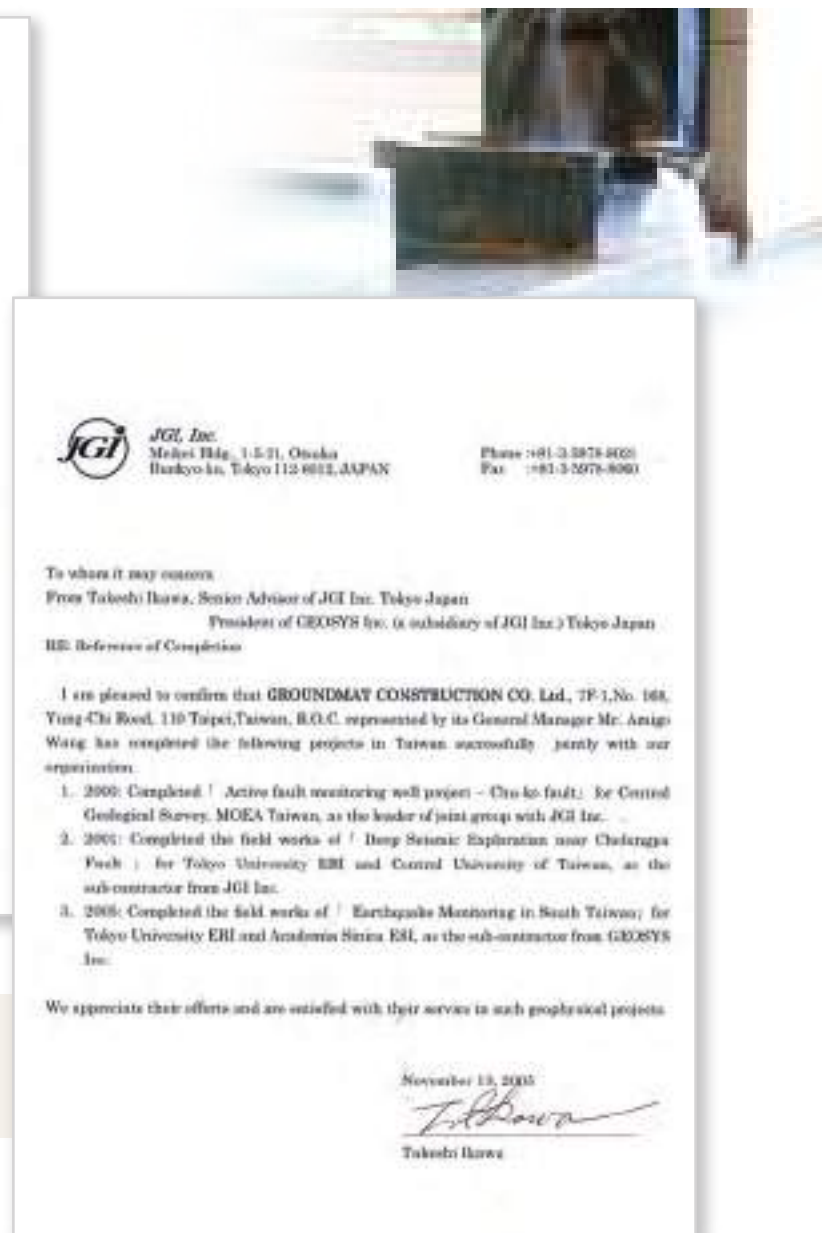 JGI
JGI, Inc.
Meikei Bldg., 1-5-21, Otsuka
Bunkyo-ku, Tokyo 112-0012, JAPAN
Phone :+81-3-5978-8021
Fax :+81-3-5978-8060
To whom it may concern
From Takeshi Ikawa, Senior Advisor of JGI Inc. Tokyo Japan
President of GEOSYS Inc. (a subsidiary of JGI Inc.) Tokyo Japan
RE: Reference of Completion
I am pleased to confirm that GROUNDMAT CONSTRUCTION CO. Ltd., 7F-1,No. 168,
Yung-Chi Road, 110 Taipei,Taiwan, R.O.C. represented by its General Manager Mr. Amigo
Wang has completed the following projects in Taiwan successfully jointly with our
organization
1. 2000: Completed「 Active fault monitoring well project – Chu-ko fault」 for Central
Geological Survey, MOEA Taiwan, as the leader of joint group with JGI Inc.
2. 2001: Completed the field works of「 Deep Seismic Exploration near Chelungpu
Fault 」 for Tokyo University ERI and Central University of Taiwan, as the
sub-contractor from JGI Inc.
3. 2005: Completed the field works of「 Earthquake Monitoring in South Taiwan」 for
Tokyo University ERI and Academia Sinica ESI, as the sub-contractor from GEOSYS
Inc.
We appreciate their efforts and are satisfied with their service in such geophysical projects
November 13, 2005
T. Ikawa
Takeshi Ikawa